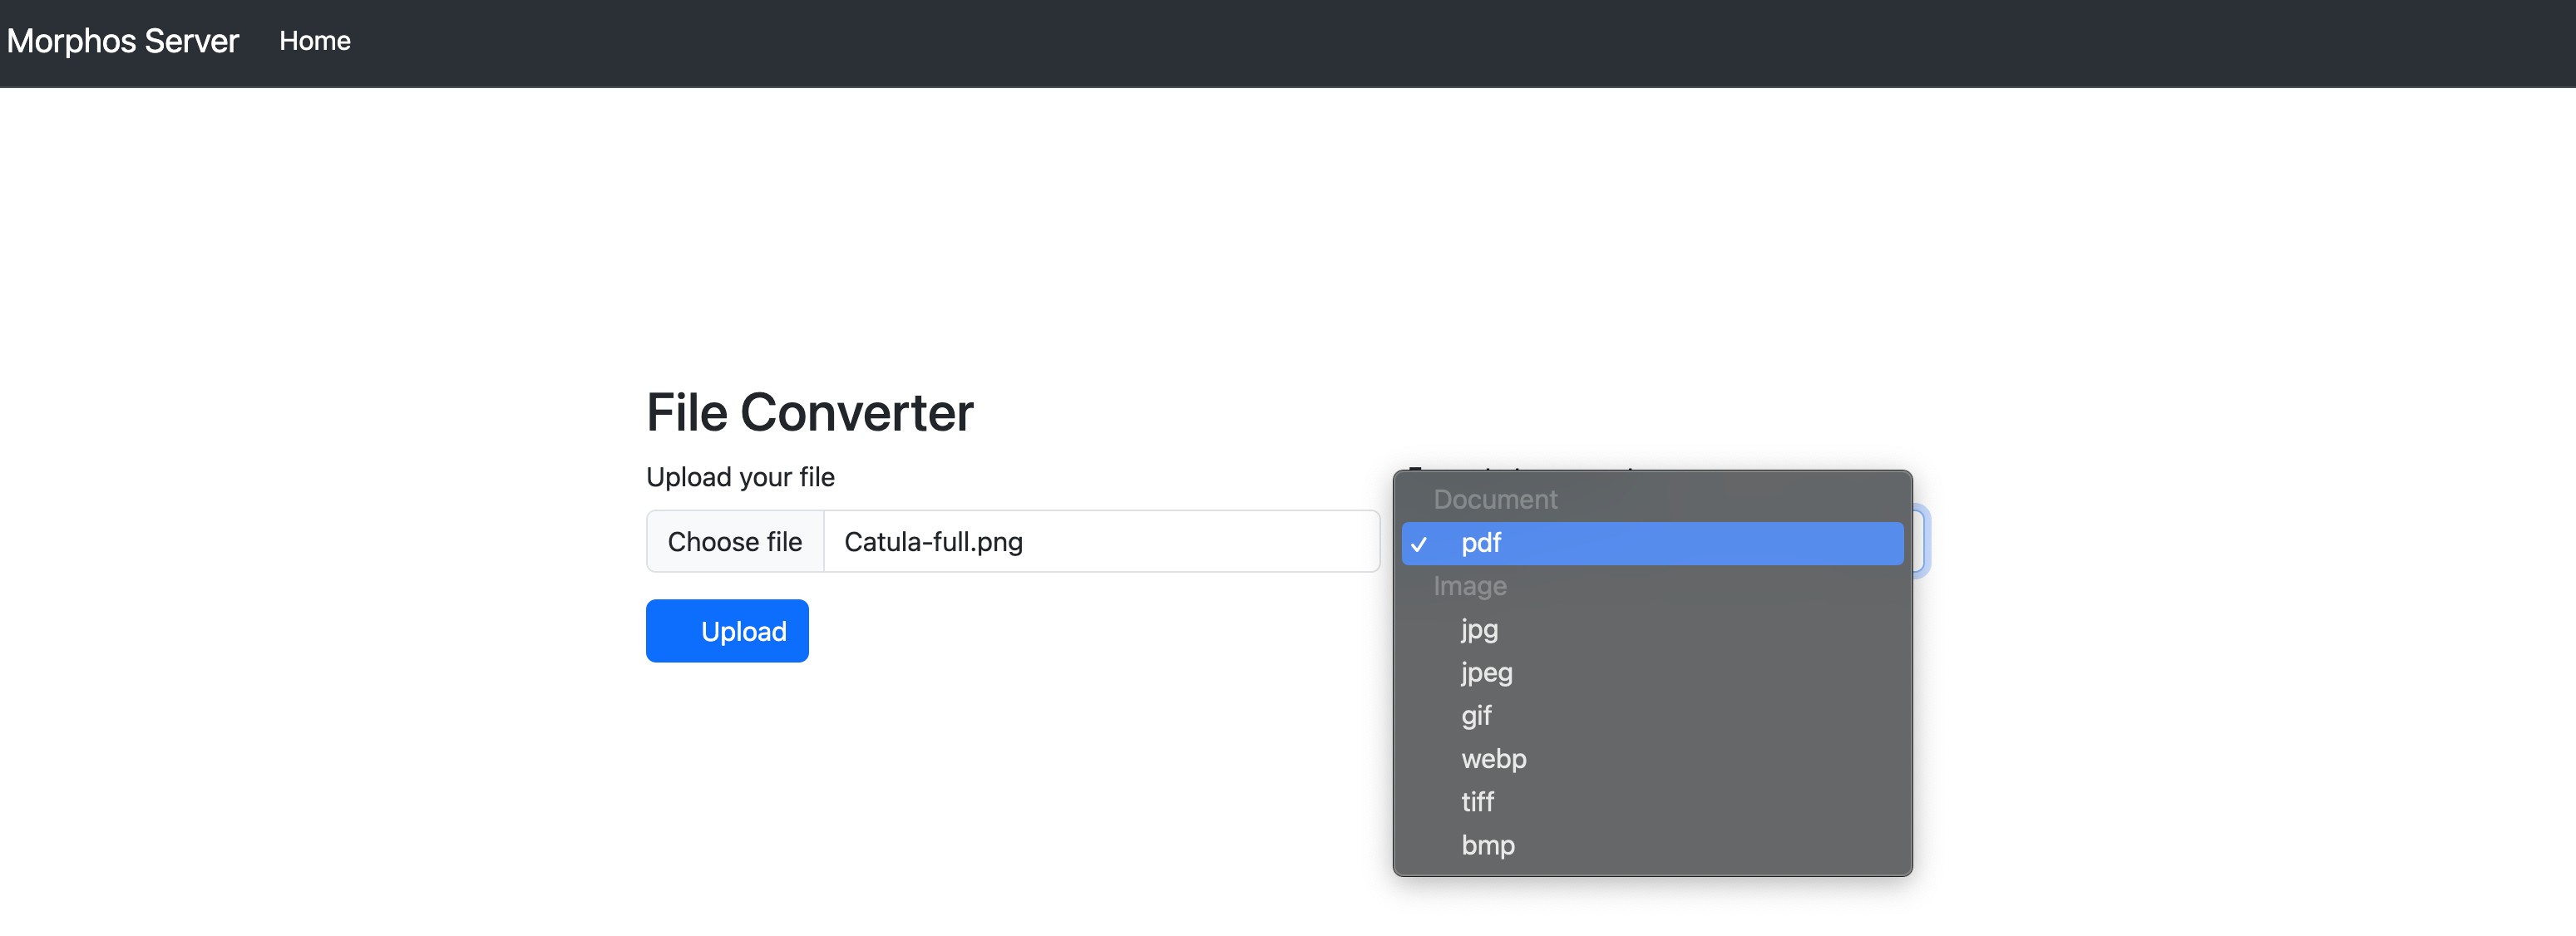 Morphos Server Home
File Converter
Upload your file
Choose file Catula-full.png
Upload
Document
✓ pdf
Image
jpg
jpeg
gif
webp
tiff
bmp